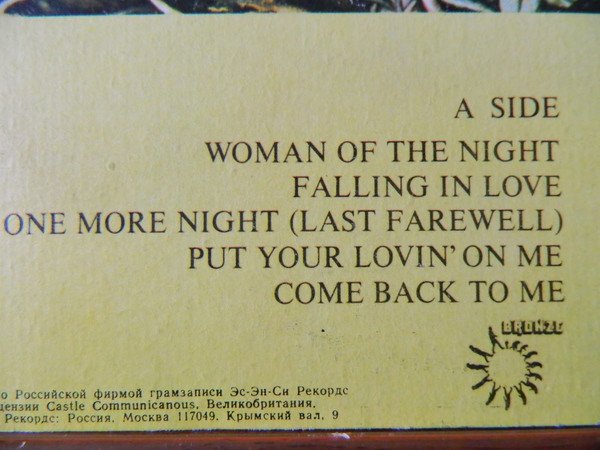 A SIDE
WOMAN OF THE NIGHT
FALLING IN LOVE
ONE MORE NIGHT (LAST FAREWELL)
PUT YOUR LOVIN' ON ME
COME BACK TO ME
BRONZE
о Российской фирмой грамзаписи Эс-Эн-Си Рекордс
цензии Castle Communicanous, Великобритания.
Рекордс: Россия, Москва 117049. Крымский вал, 9